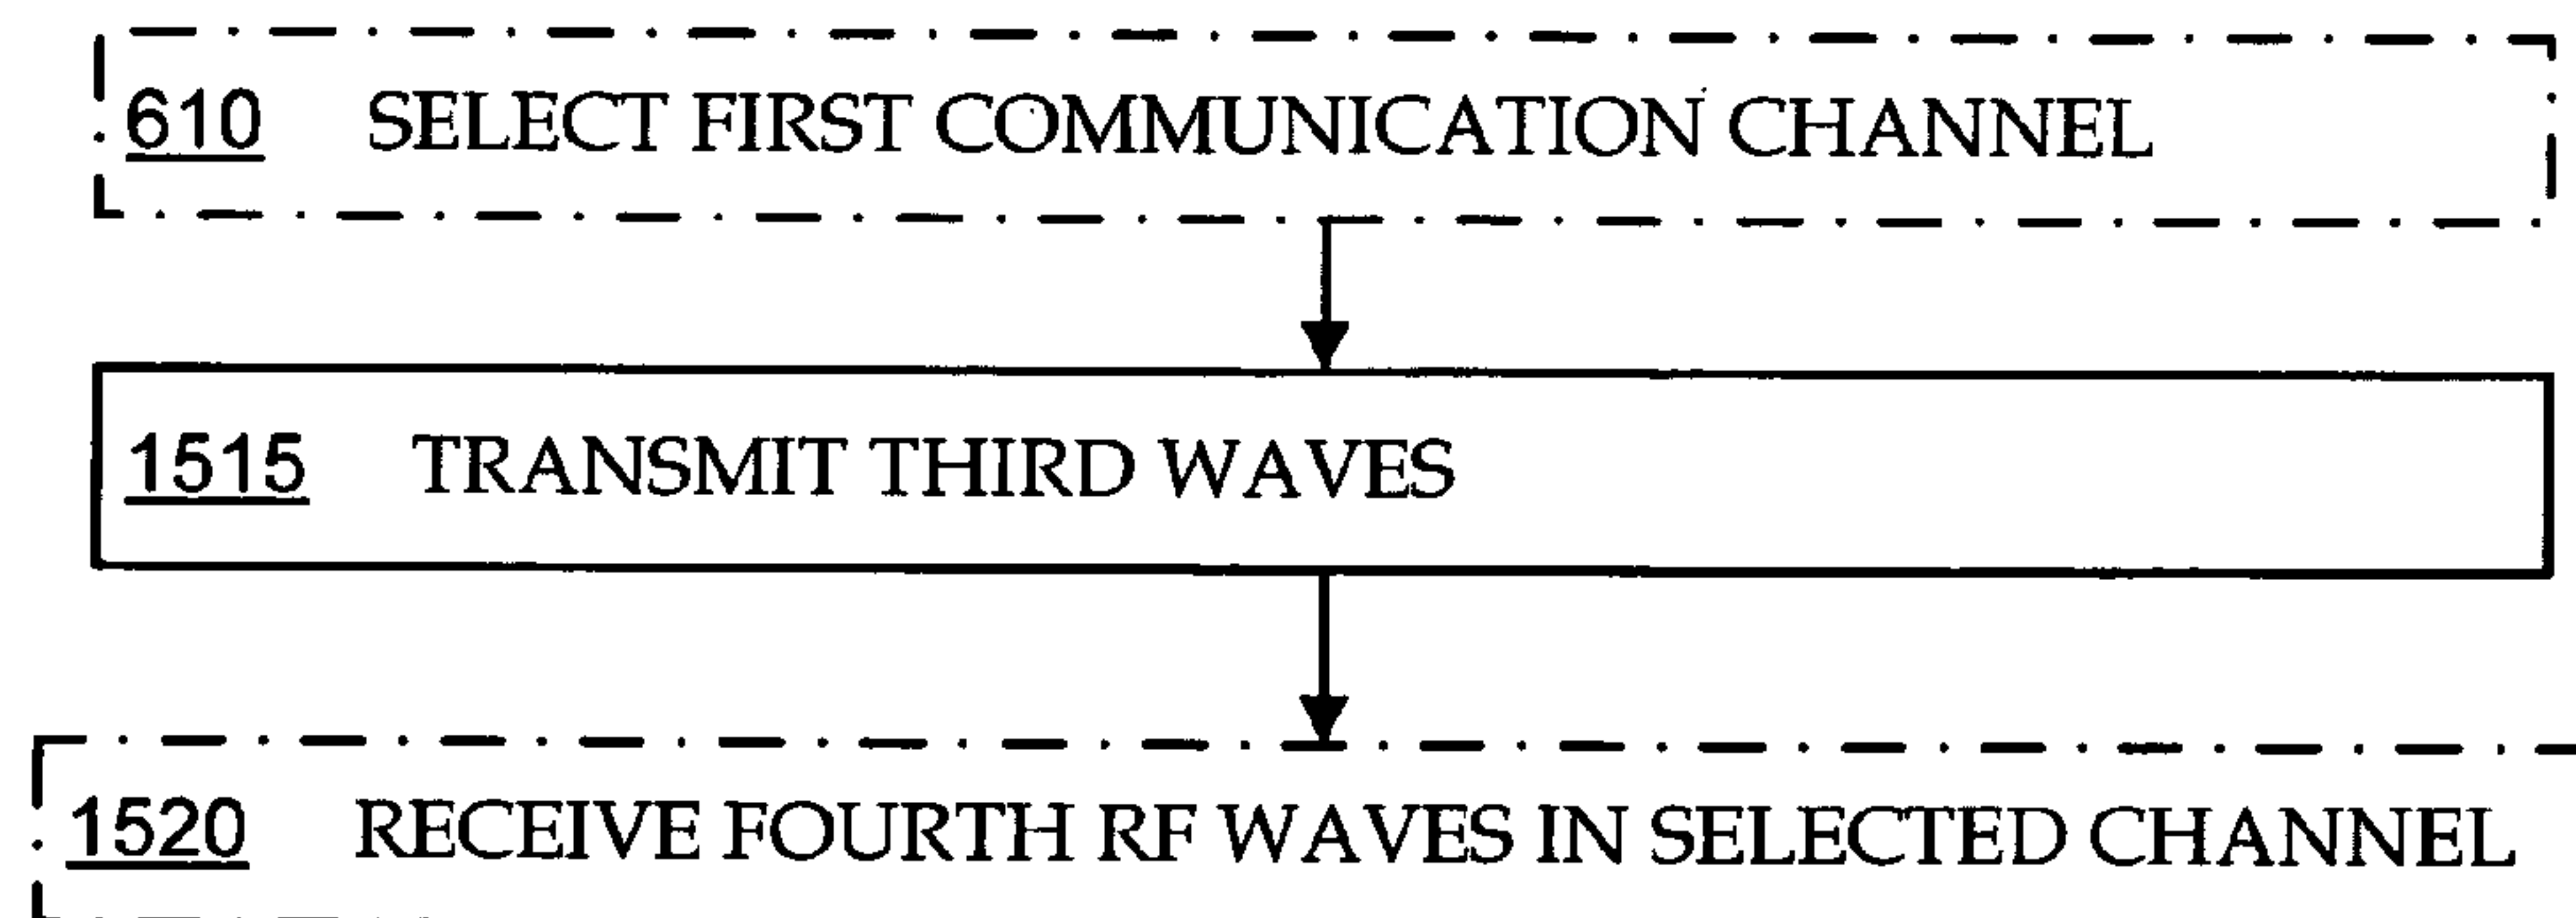 610 SELECT FIRST COMMUNICATION CHANNEL
1515 TRANSMIT THIRD WAVES
1520 RECEIVE FOURTH RF WAVES IN SELECTED CHANNEL